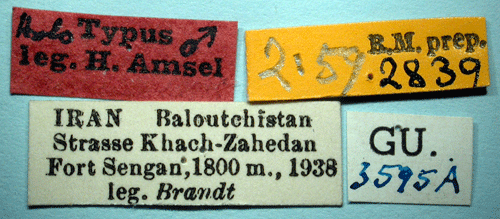 Holo Typus ♂
leg. H. Amsel
B.M. prep.
2157.2839
IRAN Baloutchistan
Strasse Khach-Zahedan
Fort Sengan, 1800 m., 1938
leg. Brandt
GU.
3595A